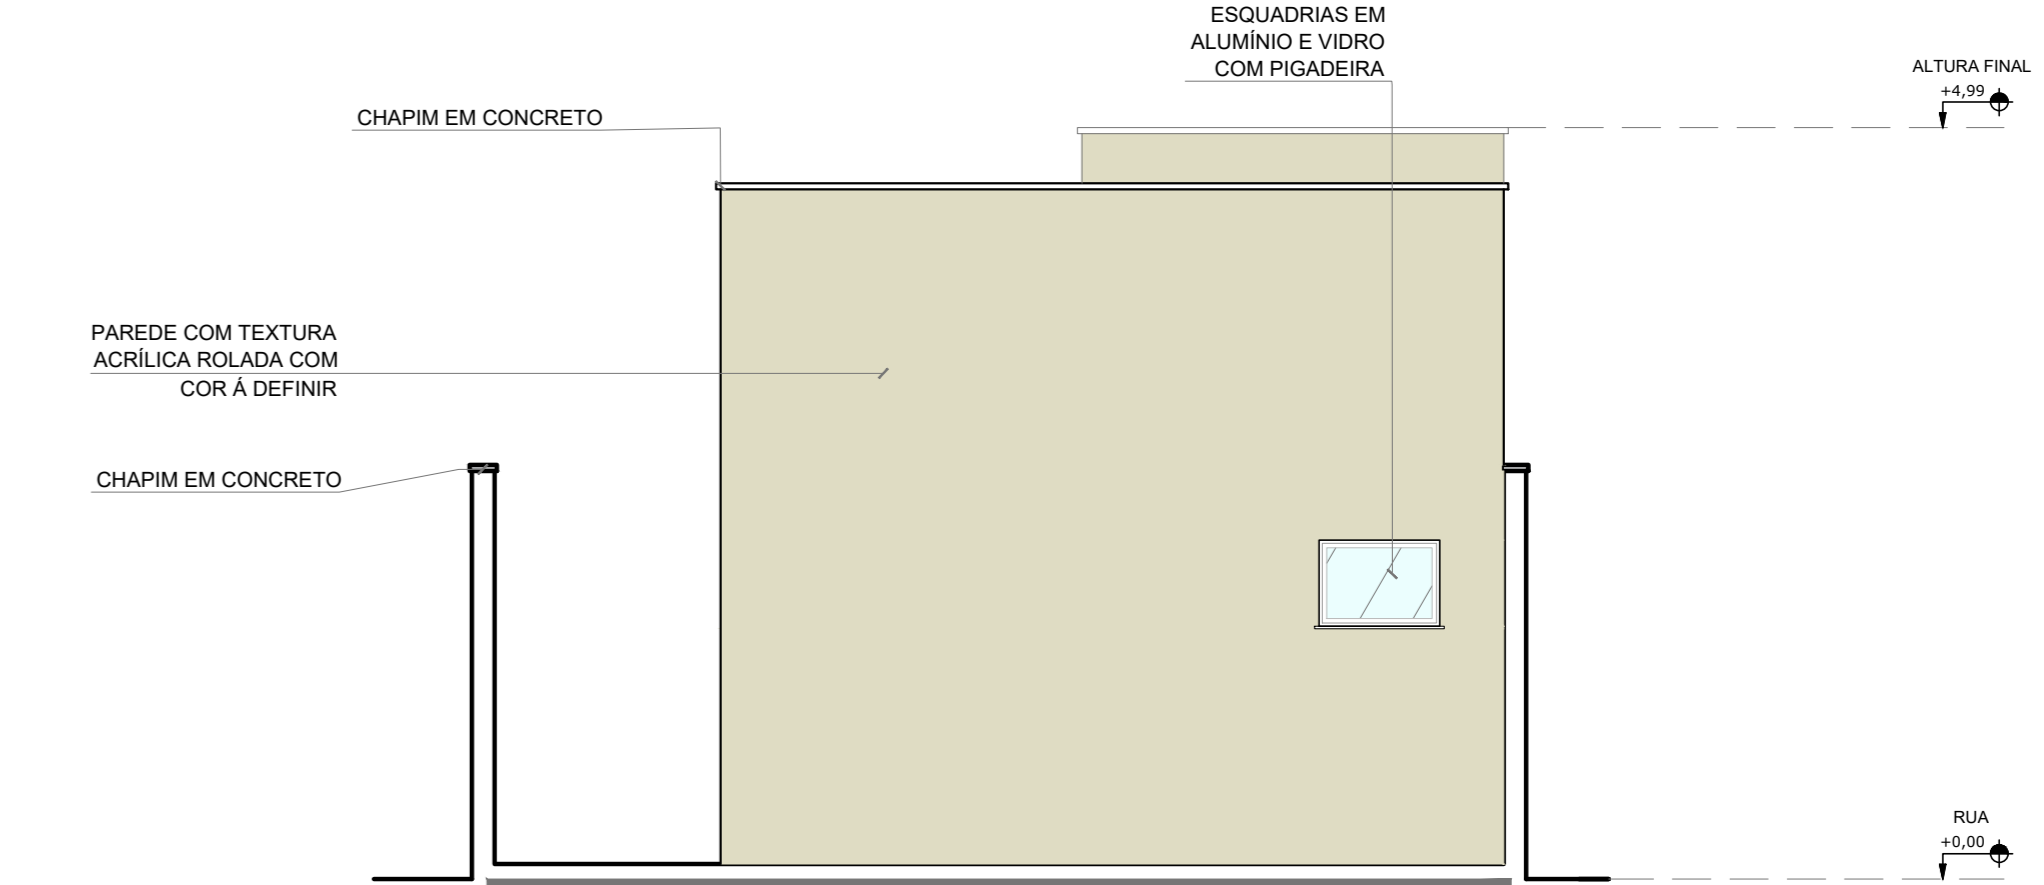 ESQUADRIAS EM
ALUMÍNIO E VIDRO
COM PIGADEIRA
ALTURA FINAL
+4,99
CHAPIM EM CONCRETO
PAREDE COM TEXTURA
ACRÍLICA ROLADA COM
COR Á DEFINIR
CHAPIM EM CONCRETO
RUA
+0,00